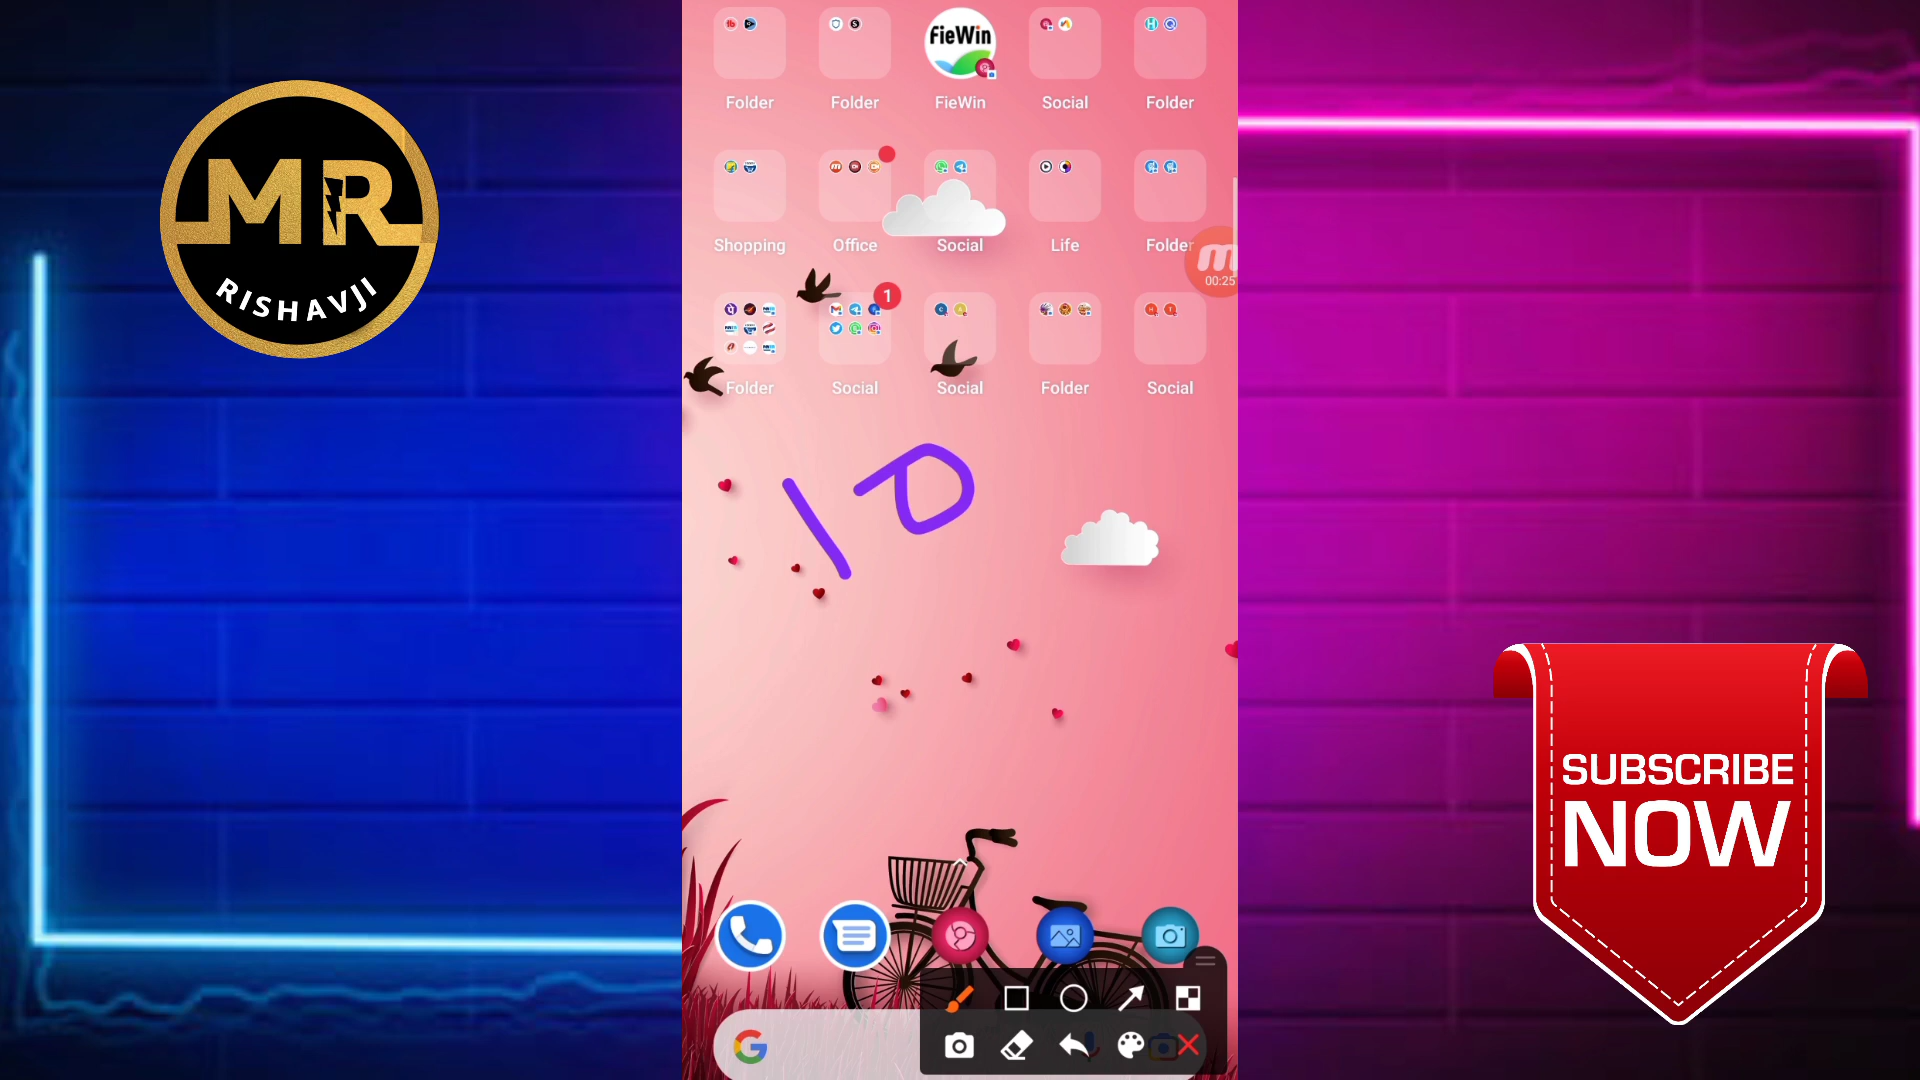 MR
RISHAVJI
FieWin
Folder
Folder
FieWin
Social
Folder
Shopping
Office
Social
Life
Folder
m
00:25
1
Folder
Social
Social
Folder
Social
10
SUBSCRIBE
NOW
G